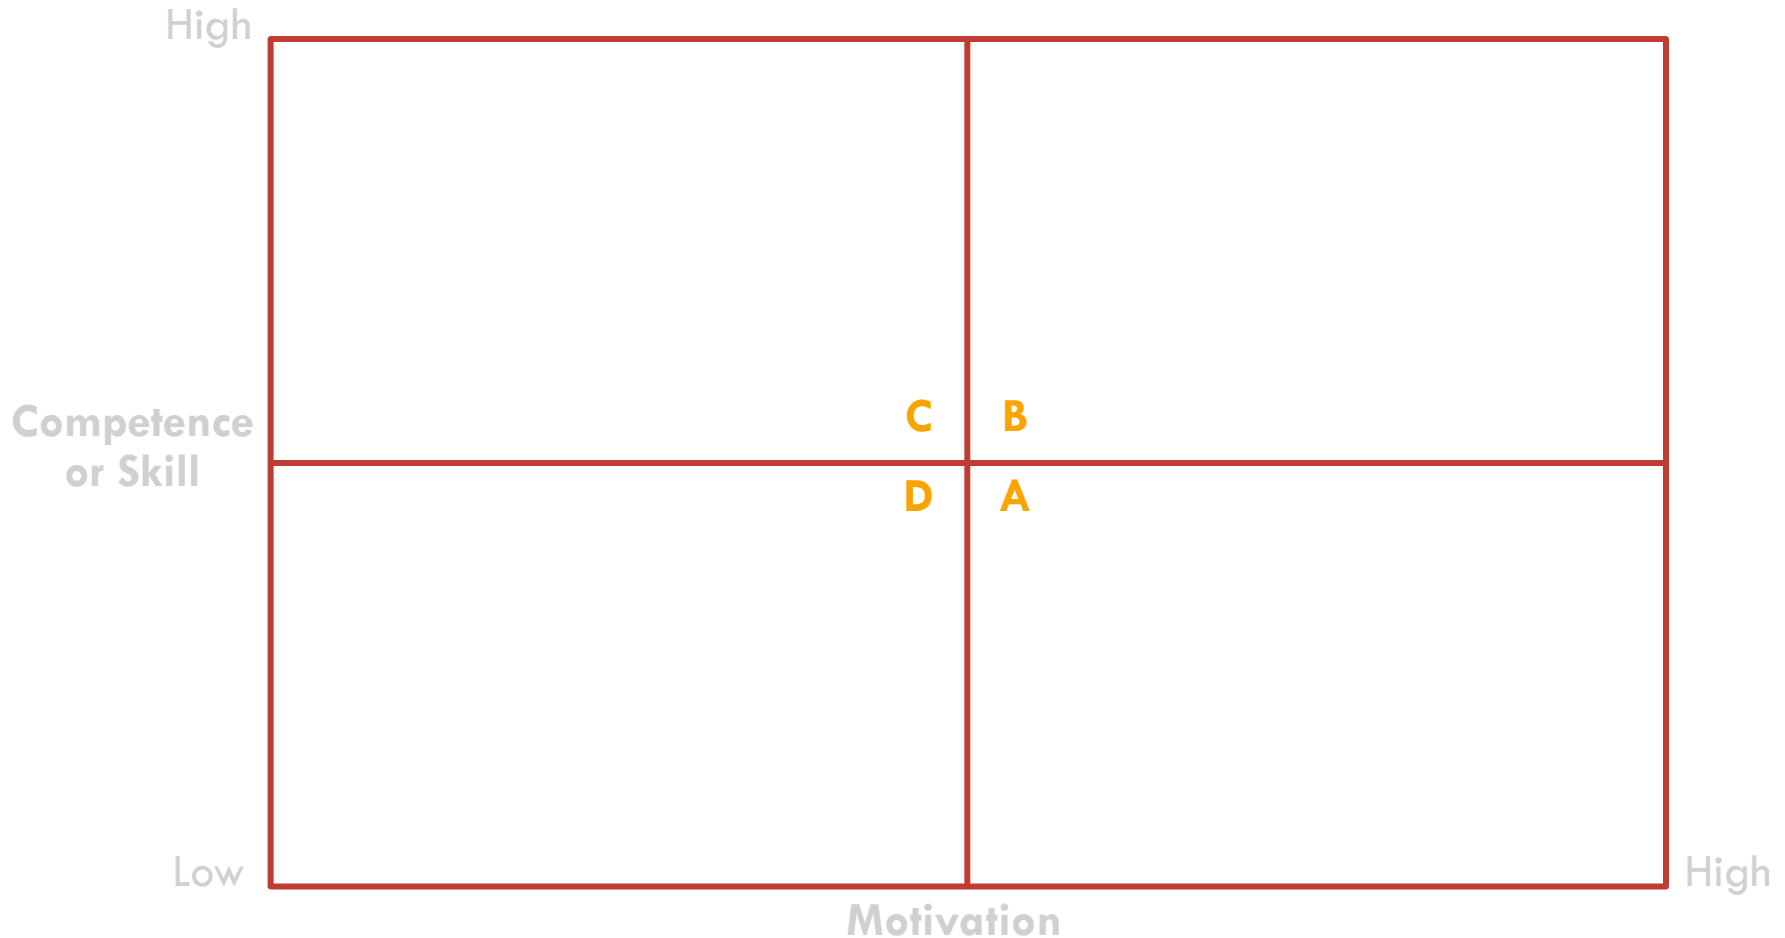 High
Competence
or Skill
C B
D A
Low
High
Motivation